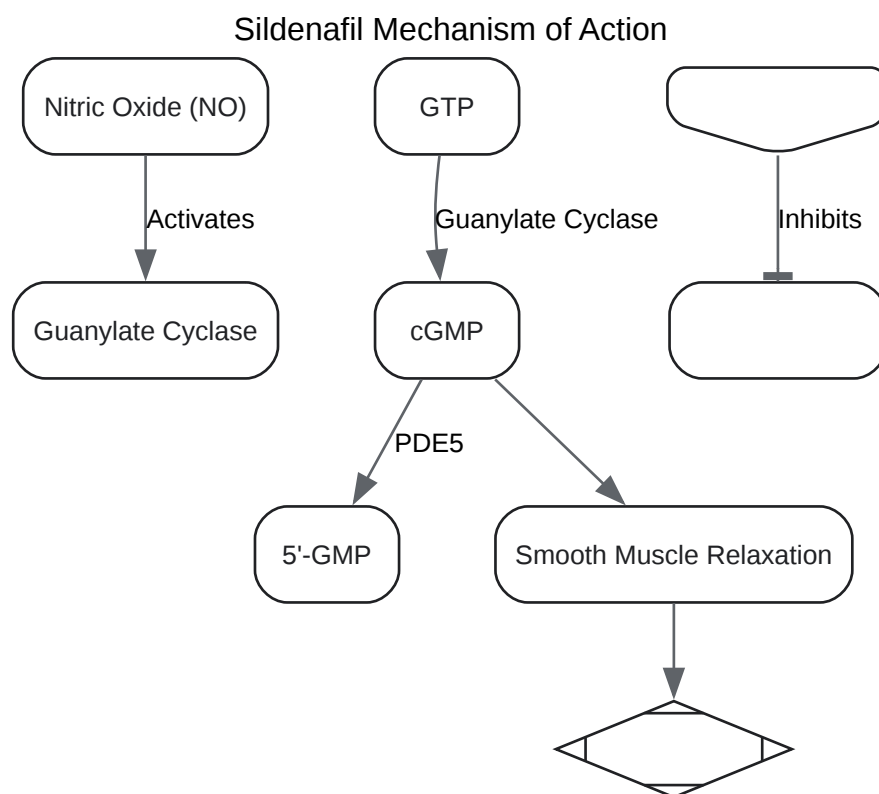 Sildenafil Mechanism of Action
Nitric Oxide (NO)
GTP
Activates
Guanylate Cyclase
Inhibits
Guanylate Cyclase
cGMP
PDE5
5'-GMP
Smooth Muscle Relaxation